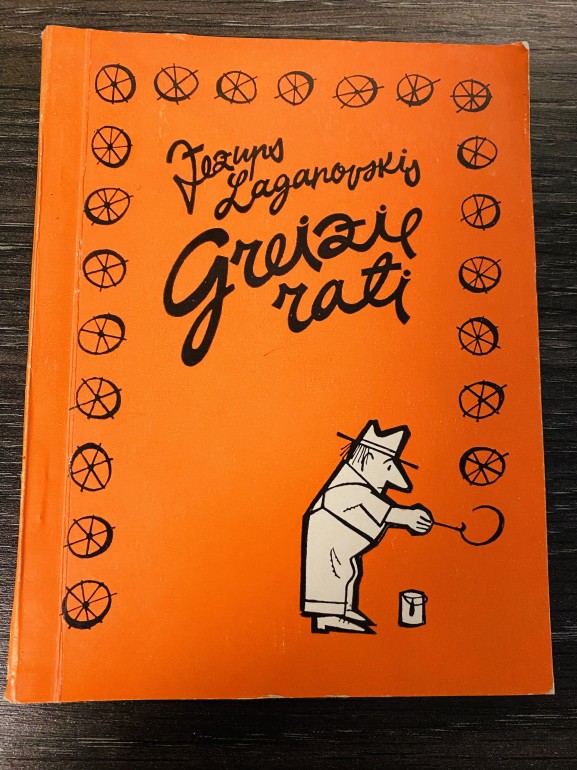 Jezups
Laganovskis
Greizie
rati